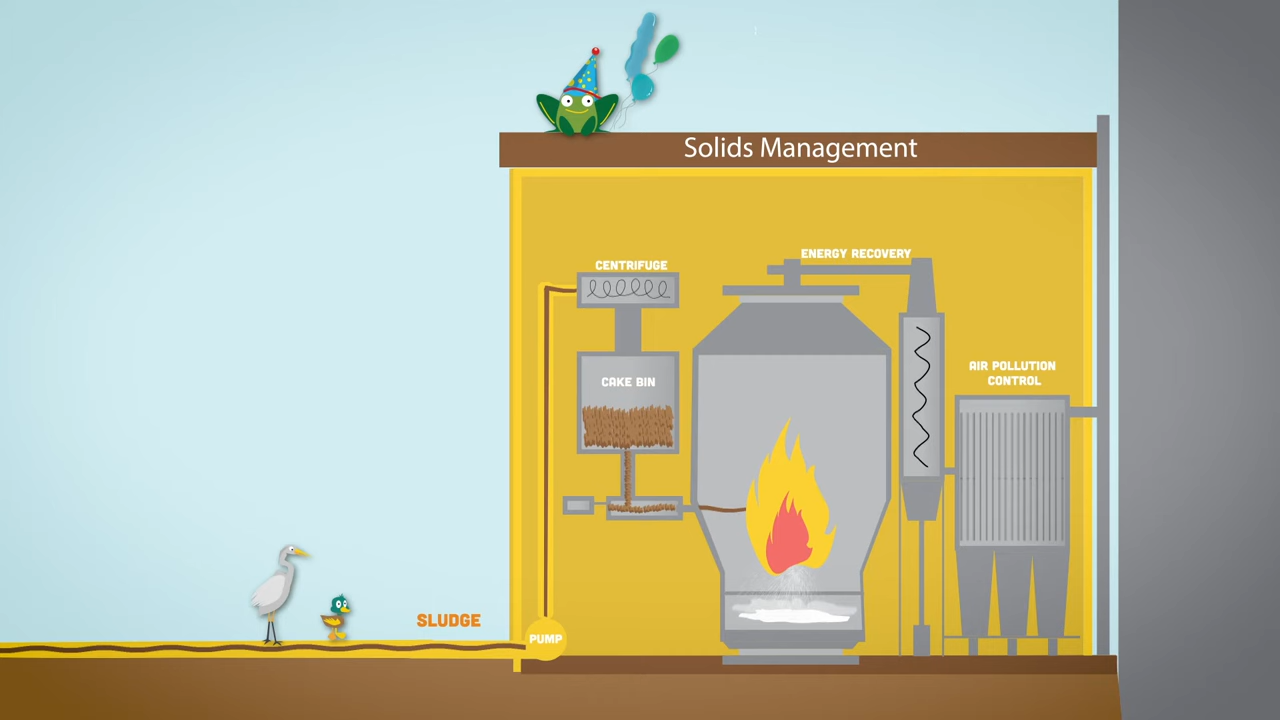 Solids Management
ENERGY RECOVERY
CENTRIFUGE
AIR POLLUTION
CONTROL
CAKE BIN
SLUDGE
PUMP